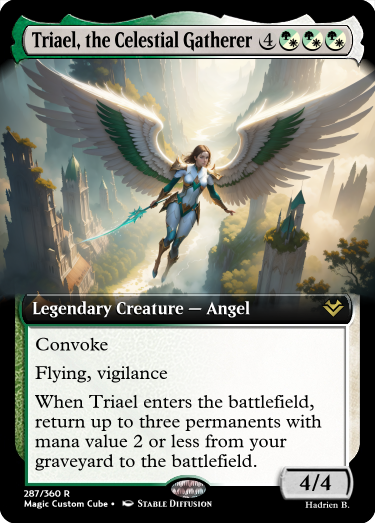 Triael, the Celestial Gatherer 4
Legendary Creature — Angel
Convoke
Flying, vigilance
When Triael enters the battlefield,
return up to three permanents with
mana value 2 or less from your
graveyard to the battlefield.
4/4
287/360 R
Magic Custom Cube • Stable Diffusion
Hadrien B.